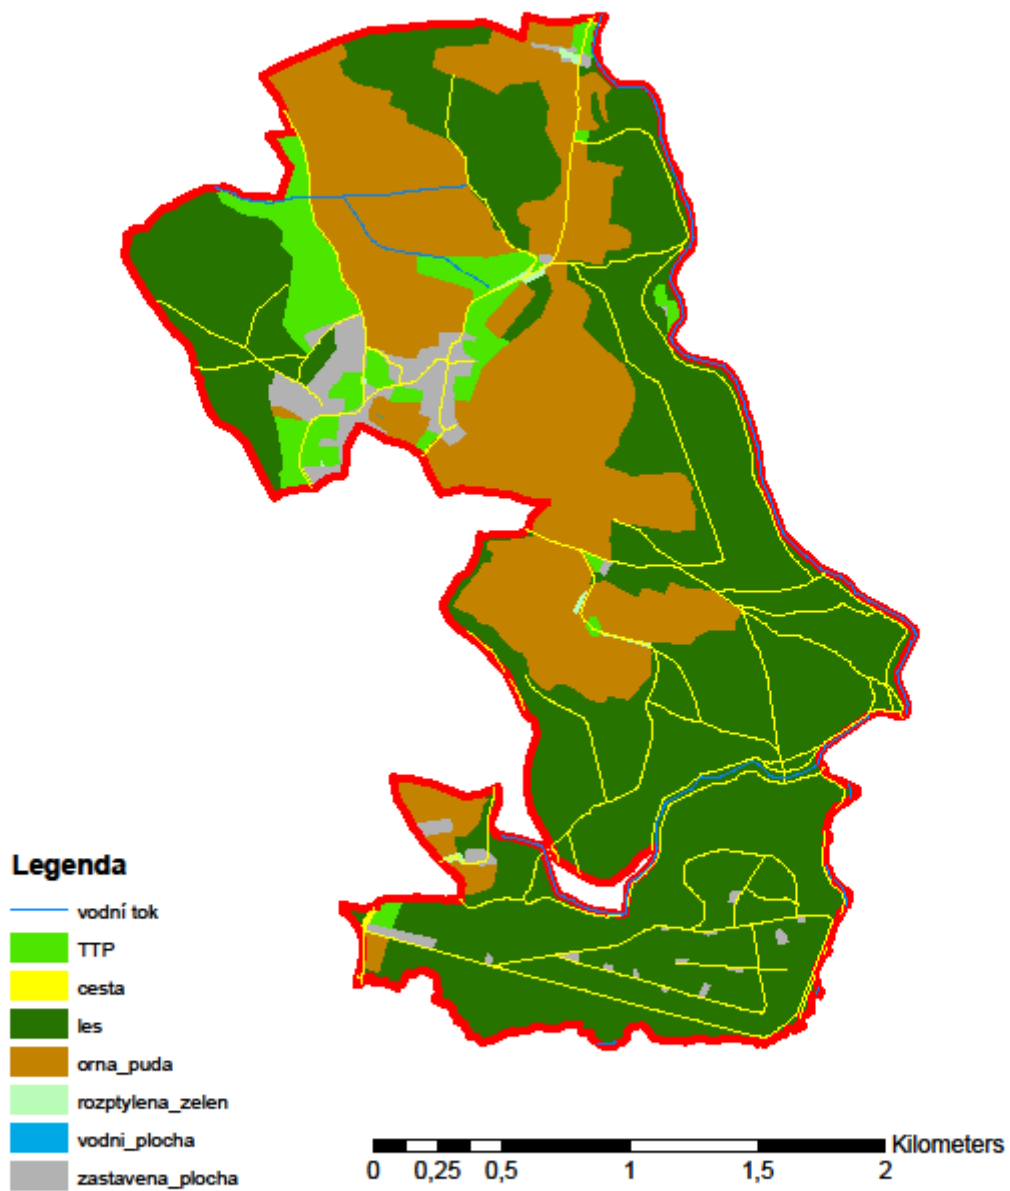 Legenda
vodní tok
TTP
cesta
les
orna_puda
rozptylena_zelen
vodni_plocha
zastavena_plocha
Kilometers
0 0,25 0,5 1 1,5 2